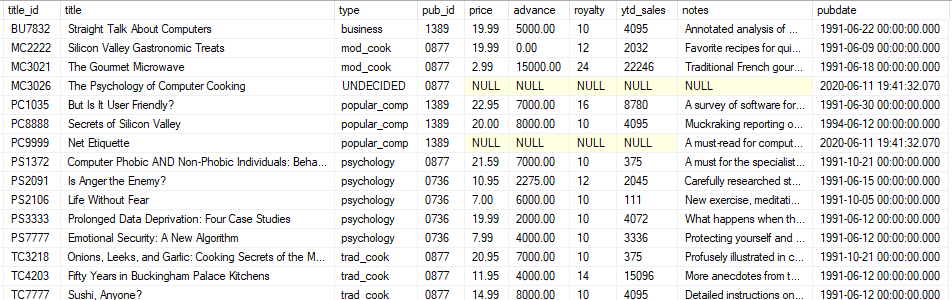 title_id title type pub_id price advance royalty ytd_sales notes pubdate
BU7832 Straight Talk About Computers business 1389 19.99 5000.00 10 4095 Annotated analysis of ... 1991-06-22 00:00:00.000
MC2222 Silicon Valley Gastronomic Treats mod_cook 0877 19.99 0.00 12 2032 Favorite recipes for qui... 1991-06-09 00:00:00.000
MC3021 The Gourmet Microwave mod_cook 0877 2.99 15000.00 24 22246 Traditional French gour... 1991-06-18 00:00:00.000
MC3026 The Psychology of Computer Cooking UNDECIDED 0877 NULL NULL NULL NULL NULL 2020-06-11 19:41:32.070
PC1035 But Is It User Friendly? popular_comp 1389 22.95 7000.00 16 8780 A survey of software for... 1991-06-30 00:00:00.000
PC8888 Secrets of Silicon Valley popular_comp 1389 20.00 8000.00 10 4095 Muckraking reporting o... 1994-06-12 00:00:00.000
PC9999 Net Etiquette popular_comp 1389 NULL NULL NULL NULL A must-read for comput... 2020-06-11 19:41:32.070
PS1372 Computer Phobic AND Non-Phobic Individuals: Beha... psychology 0877 21.59 7000.00 10 375 A must for the specialist... 1991-10-21 00:00:00.000
PS2091 Is Anger the Enemy? psychology 0736 10.95 2275.00 12 2045 Carefully researched st... 1991-06-15 00:00:00.000
PS2106 Life Without Fear psychology 0736 7.00 6000.00 10 111 New exercise, meditati... 1991-10-05 00:00:00.000
PS3333 Prolonged Data Deprivation: Four Case Studies psychology 0736 19.99 2000.00 10 4072 What happens when th... 1991-06-12 00:00:00.000
PS7777 Emotional Security: A New Algorithm psychology 0736 7.99 4000.00 10 3336 Protecting yourself and ... 1991-06-12 00:00:00.000
TC3218 Onions, Leeks, and Garlic: Cooking Secrets of the M... trad_cook 0877 20.95 7000.00 10 375 Profusely illustrated in c... 1991-10-21 00:00:00.000
TC4203 Fifty Years in Buckingham Palace Kitchens trad_cook 0877 11.95 4000.00 14 15096 More anecdotes from t... 1991-06-12 00:00:00.000
TC7777 Sushi, Anyone? trad_cook 0877 14.99 8000.00 10 4095 Detailed instructions on... 1991-06-12 00:00:00.000